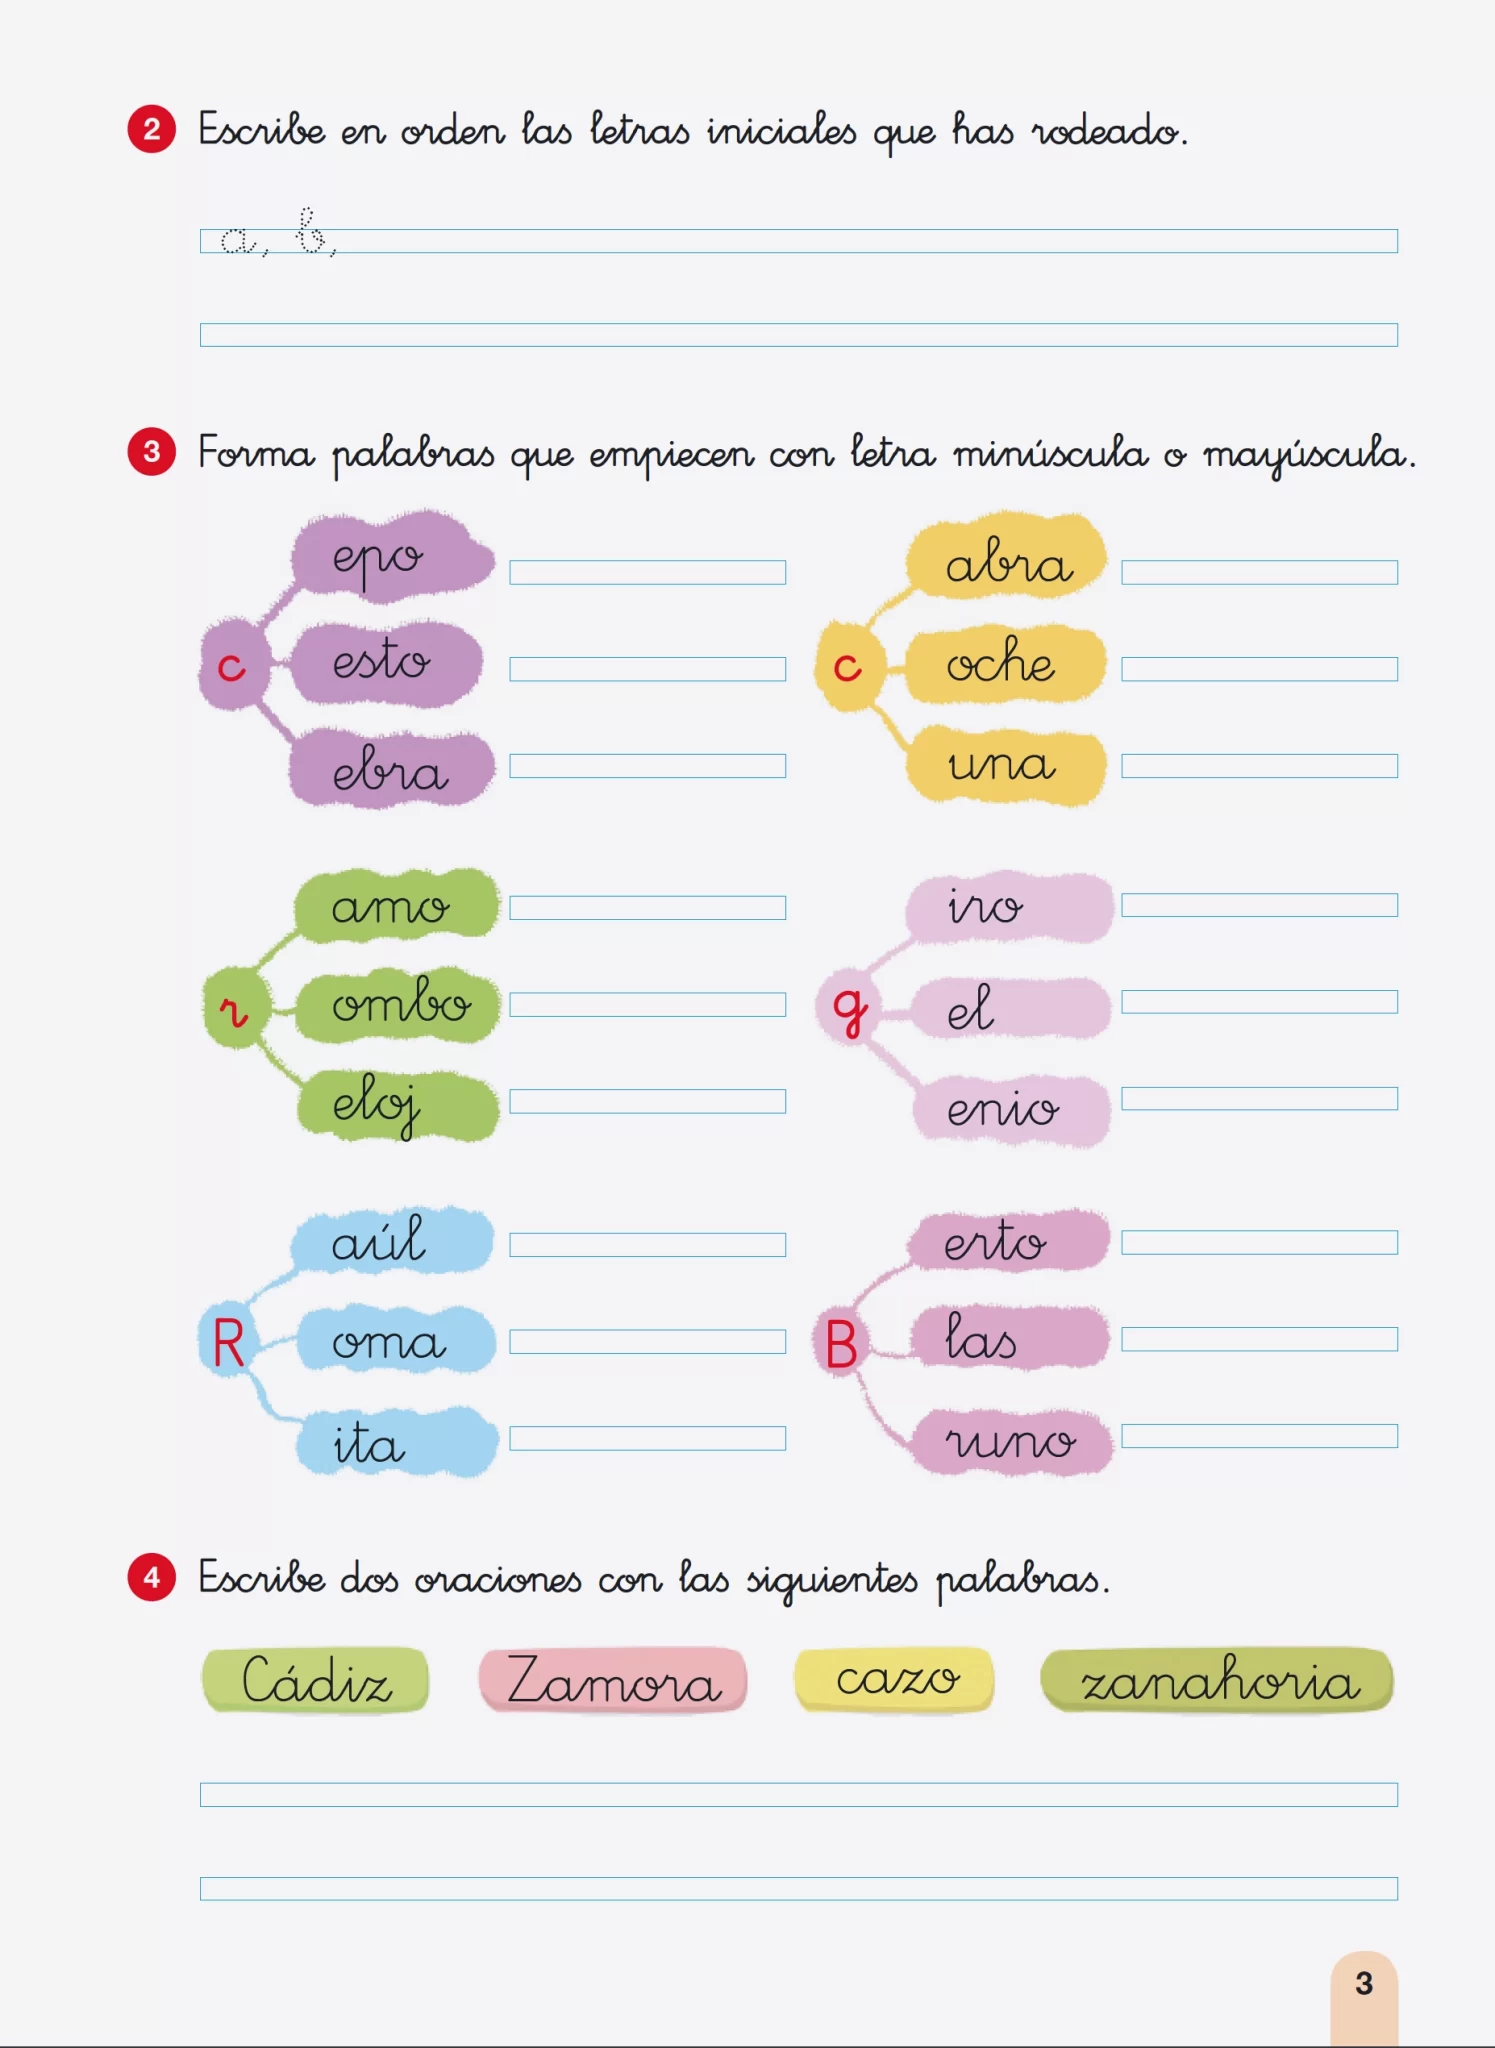 2 Escribe en orden las letras iniciales que has rodeado.
a, b,
3 Forma palabras que empiecen con letra minúscula o mayúscula.
c
epo
esto
ebra
c
abra
oche
una
r
amo
ombo
eloj
g
iro
el
enio
R
aúl
oma
ita
B
erto
las
runo
4 Escribe dos oraciones con las siguientes palabras.
Cádiz Zamora cazo zanahoria
3